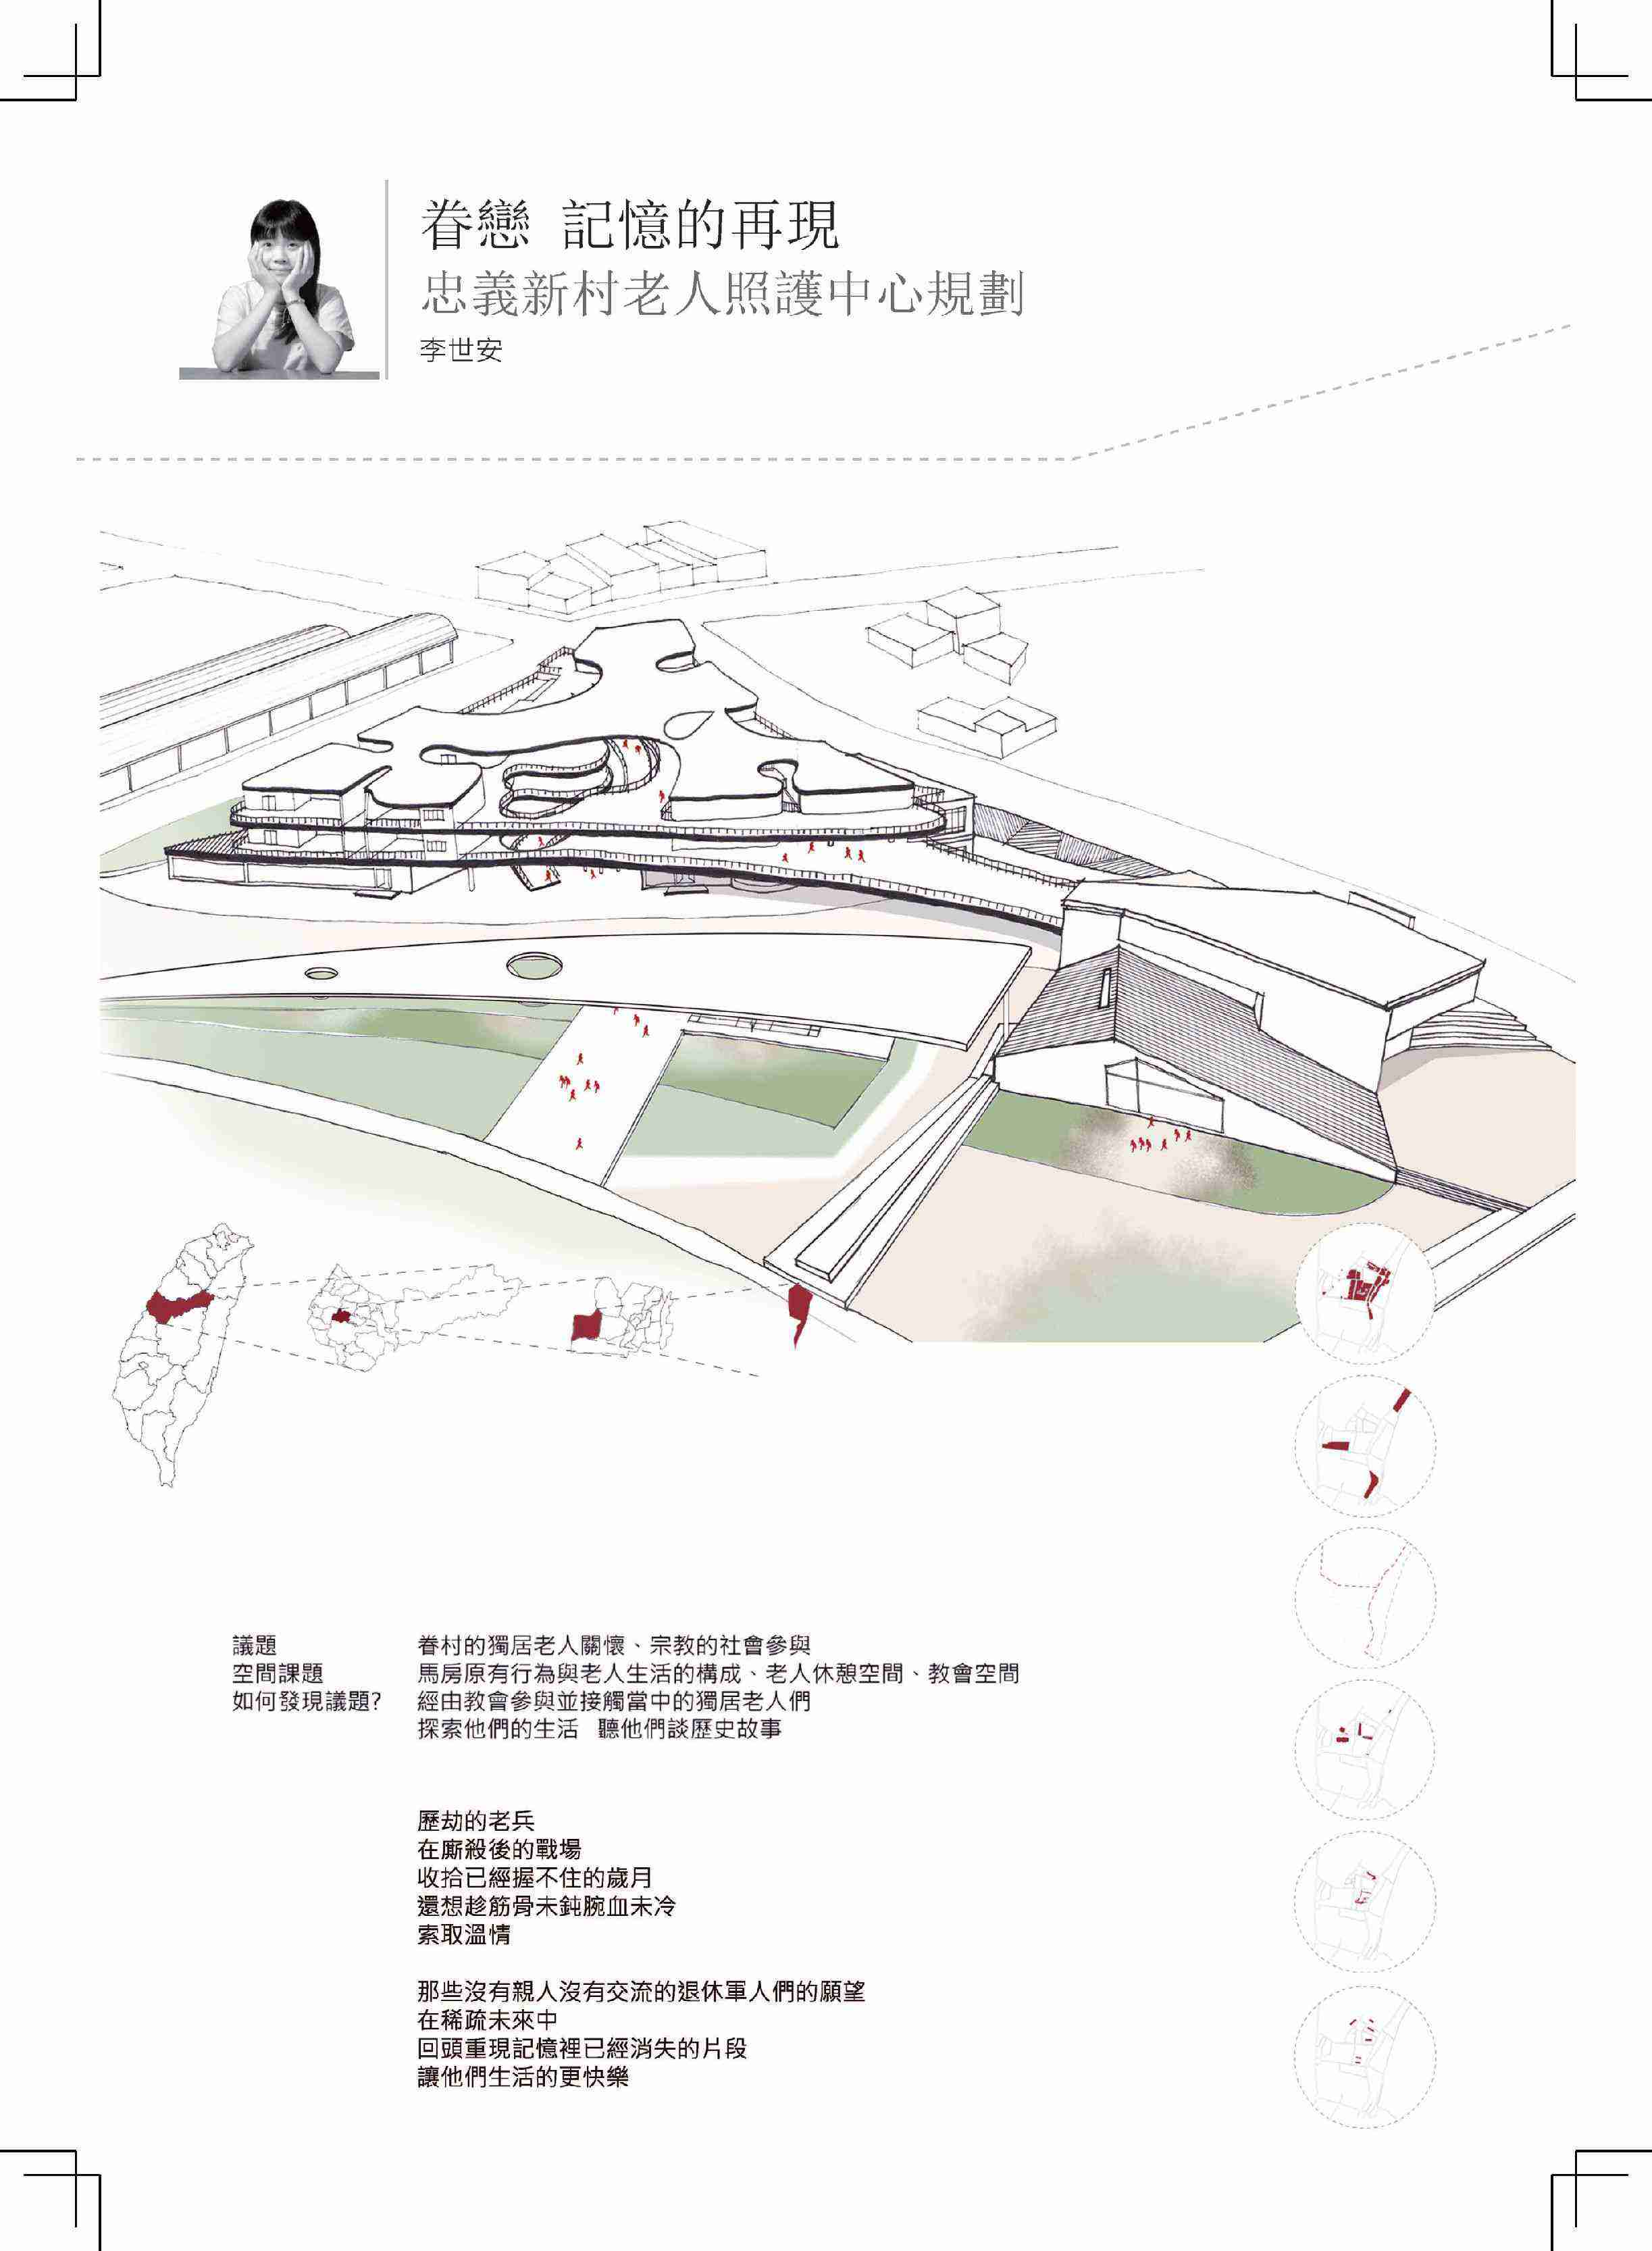 眷戀 記憶的再現
忠義新村老人照護中心規劃
李世安
議題 眷村的獨居老人關懷、宗教的社會參與
空間課題 馬房原有行為與老人生活的構成、老人休憩空間、教會空間
如何發現議題? 經由教會參與並接觸當中的獨居老人們
探索他們的生活 聽他們談歷史故事
歷劫的老兵
在廝殺後的戰場
收拾已經握不住的歲月
還想趁筋骨未鈍腕血未冷
索取溫情
那些沒有親人沒有交流的退休軍人們的願望
在稀疏未來中
回頭重現記憶裡已經消失的片段
讓他們生活的更快樂